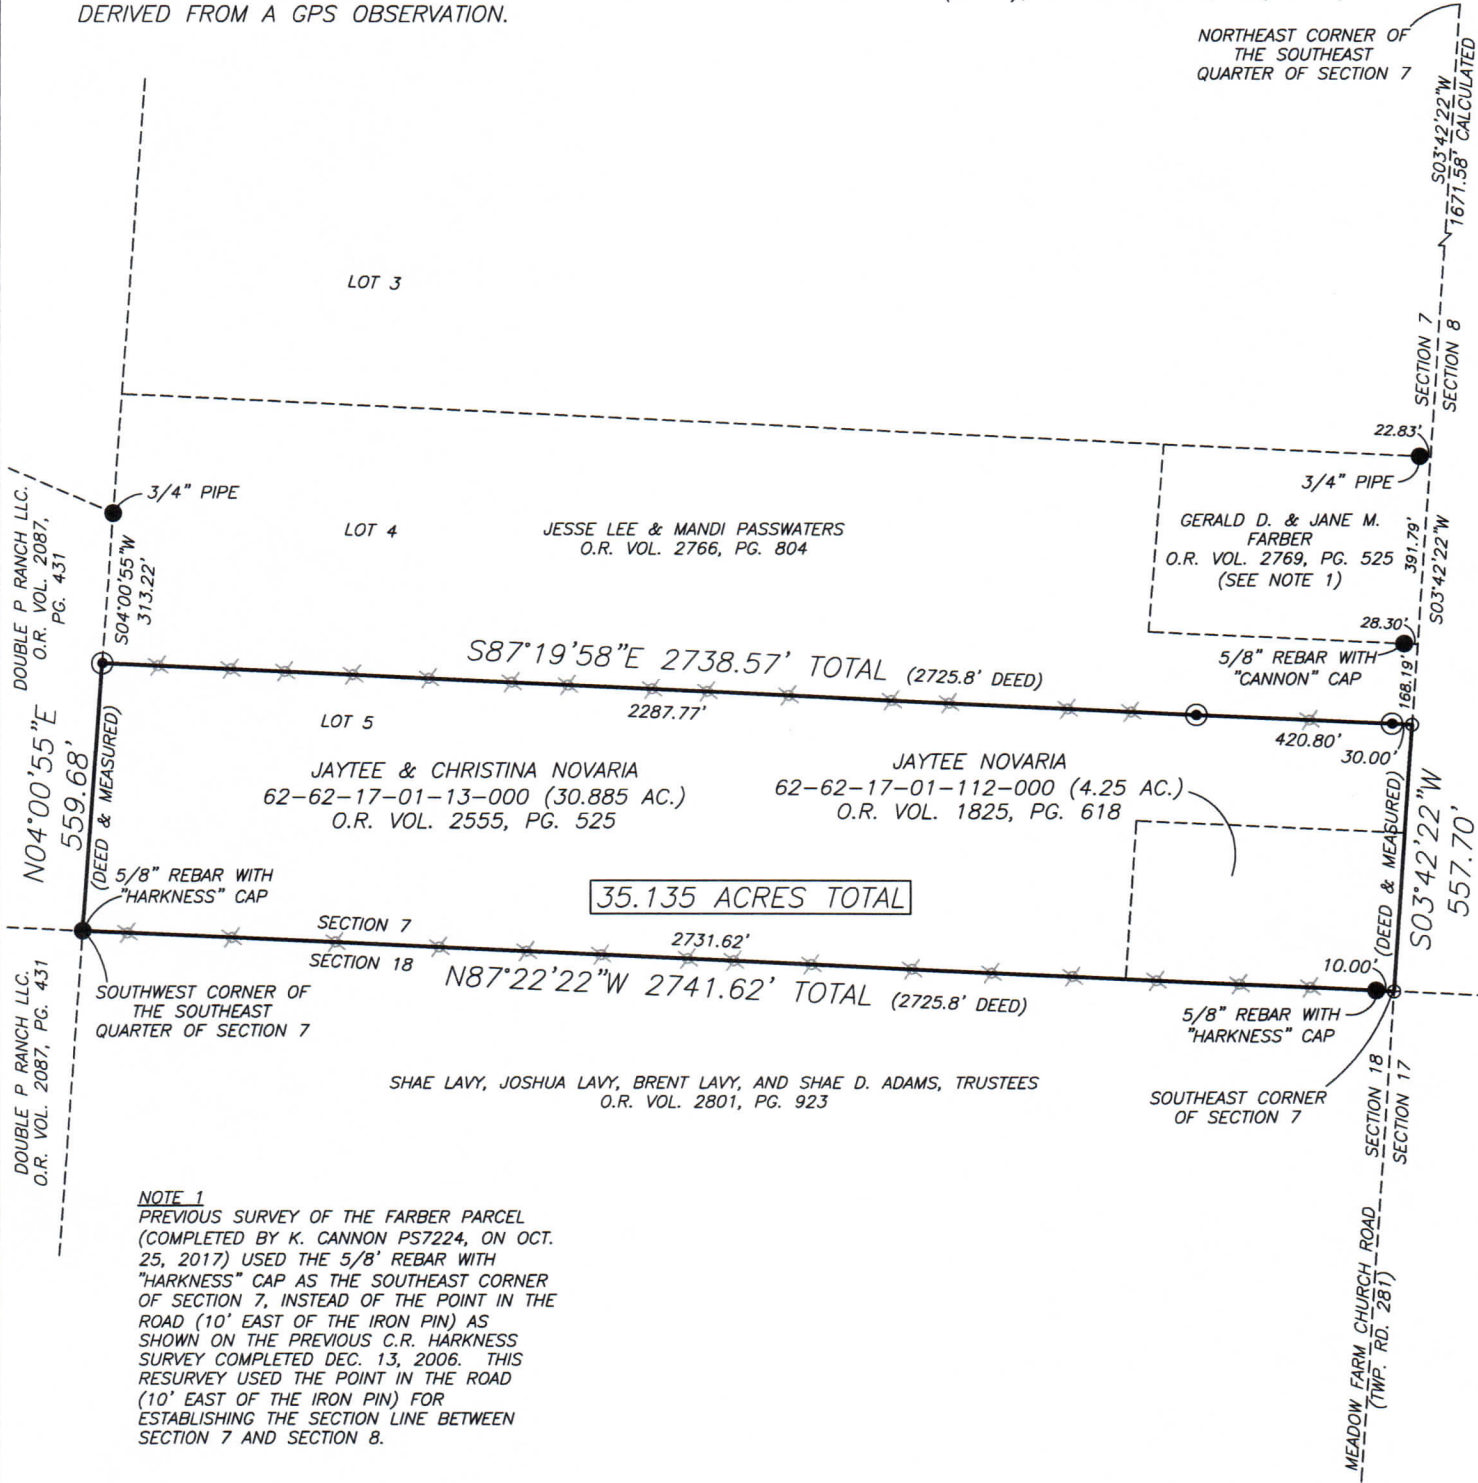 DERIVED FROM A GPS OBSERVATION.
NORTHEAST CORNER OF
THE SOUTHEAST
QUARTER OF SECTION 7
S03°42'22"W
1671.58' CALCULATED
LOT 3
SECTION 7
SECTION 8
22.83'
3/4" PIPE
3/4" PIPE
LOT 4
JESSE LEE & MANDI PASSWATERS
O.R. VOL. 2766, PG. 804
GERALD D. & JANE M.
FARBER
O.R. VOL. 2769, PG. 525
(SEE NOTE 1)
391.79'
S03°42'22"W
DOUBLE P RANCH LLC.
O.R. VOL. 2087,
PG. 431
S04°00'55"W
313.22'
28.30'
5/8" REBAR WITH
"CANNON" CAP
168.19'
S87°19'58"E 2738.57' TOTAL (2725.8' DEED)
2287.77'
420.80'
30.00'
LOT 5
N04°00'55"E
559.68'
(DEED & MEASURED)
JAYTEE & CHRISTINA NOVARIA
62-62-17-01-13-000 (30.885 AC.)
O.R. VOL. 2555, PG. 525
JAYTEE NOVARIA
62-62-17-01-112-000 (4.25 AC.)
O.R. VOL. 1825, PG. 618
(DEED & MEASURED)
S03°42'22"W
557.70'
5/8" REBAR WITH
"HARKNESS" CAP
35.135 ACRES TOTAL
SECTION 7
SECTION 18
2731.62'
N87°22'22"W 2741.62' TOTAL (2725.8' DEED)
10.00'
5/8" REBAR WITH
"HARKNESS" CAP
SOUTHWEST CORNER OF
THE SOUTHEAST
QUARTER OF SECTION 7
DOUBLE P RANCH LLC.
O.R. VOL. 2087, PG. 431
SHAE LAVY, JOSHUA LAVY, BRENT LAVY, AND SHAE D. ADAMS, TRUSTEES
O.R. VOL. 2801, PG. 923
SOUTHEAST CORNER
OF SECTION 7
SECTION 18
SECTION 17
MEADOW FARM CHURCH ROAD
(TWP. RD. 281)
NOTE 1
PREVIOUS SURVEY OF THE FARBER PARCEL
(COMPLETED BY K. CANNON PS7224, ON OCT.
25, 2017) USED THE 5/8' REBAR WITH
"HARKNESS" CAP AS THE SOUTHEAST CORNER
OF SECTION 7, INSTEAD OF THE POINT IN THE
ROAD (10' EAST OF THE IRON PIN) AS
SHOWN ON THE PREVIOUS C.R. HARKNESS
SURVEY COMPLETED DEC. 13, 2006. THIS
RESURVEY USED THE POINT IN THE ROAD
(10' EAST OF THE IRON PIN) FOR
ESTABLISHING THE SECTION LINE BETWEEN
SECTION 7 AND SECTION 8.